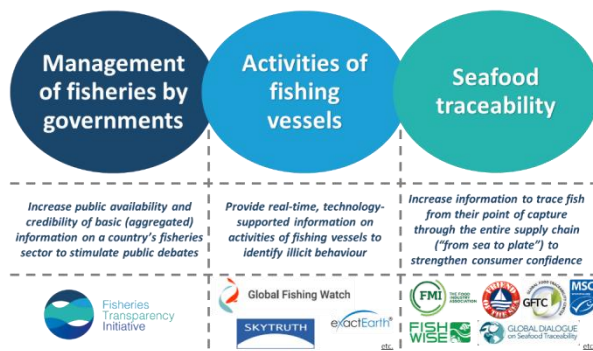 Management
of fisheries by
governments
Activities of
fishing
vessels
Seafood
traceability
Increase public availability and
credibility of basic (aggregated)
information on a country's fisheries
sector to stimulate public debates
Provide real-time, technology-
supported information on
activities of fishing vessels to
identify illicit behaviour
Increase information to trace fish
from their point of capture
through the entire supply chain
("from sea to plate") to
strengthen consumer confidence
Fisheries
Transparency
Initiative
Global Fishing Watch
SKYTRUTH
exactEarth®
etc.
FMI
THE FOOD
INDUSTRY
ASSOCIATION
FRIEND
OF THE SEA
GFTC
MSC
FISH
WISE
GLOBAL DIALOGUE
on Seafood Traceability
etc.